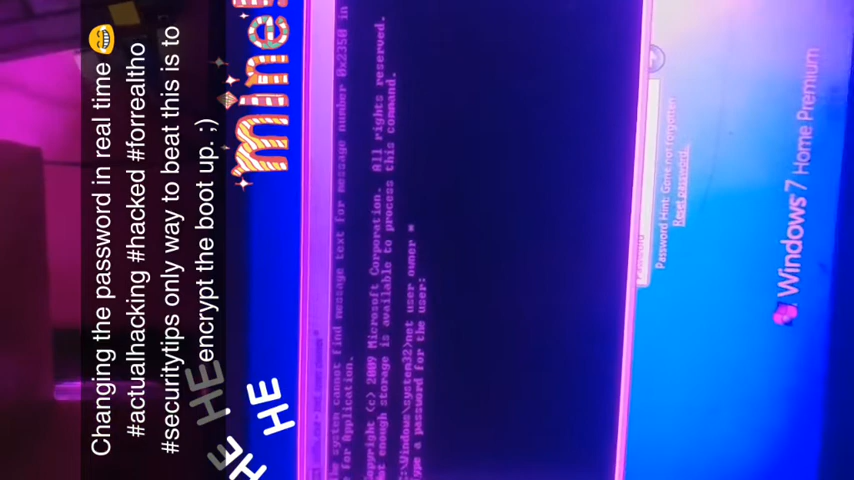 Changing the password in real time 😁
#actualhacking #hacked #forrealtho
#securitytips only way to beat this is to
encrypt the boot up. ;)
mine!
HE HE
HE HE
system cannot find message text for message number 0x2350 in
for Application.
Copyright (c) 2009 Microsoft Corporation. All rights reserved.
enough storage is available to process this command.
C:\Windows\system32>net user owner *
Type a password for the user:
Password Hint: Gone not forgotten
Reset password...
Windows 7 Home Premium